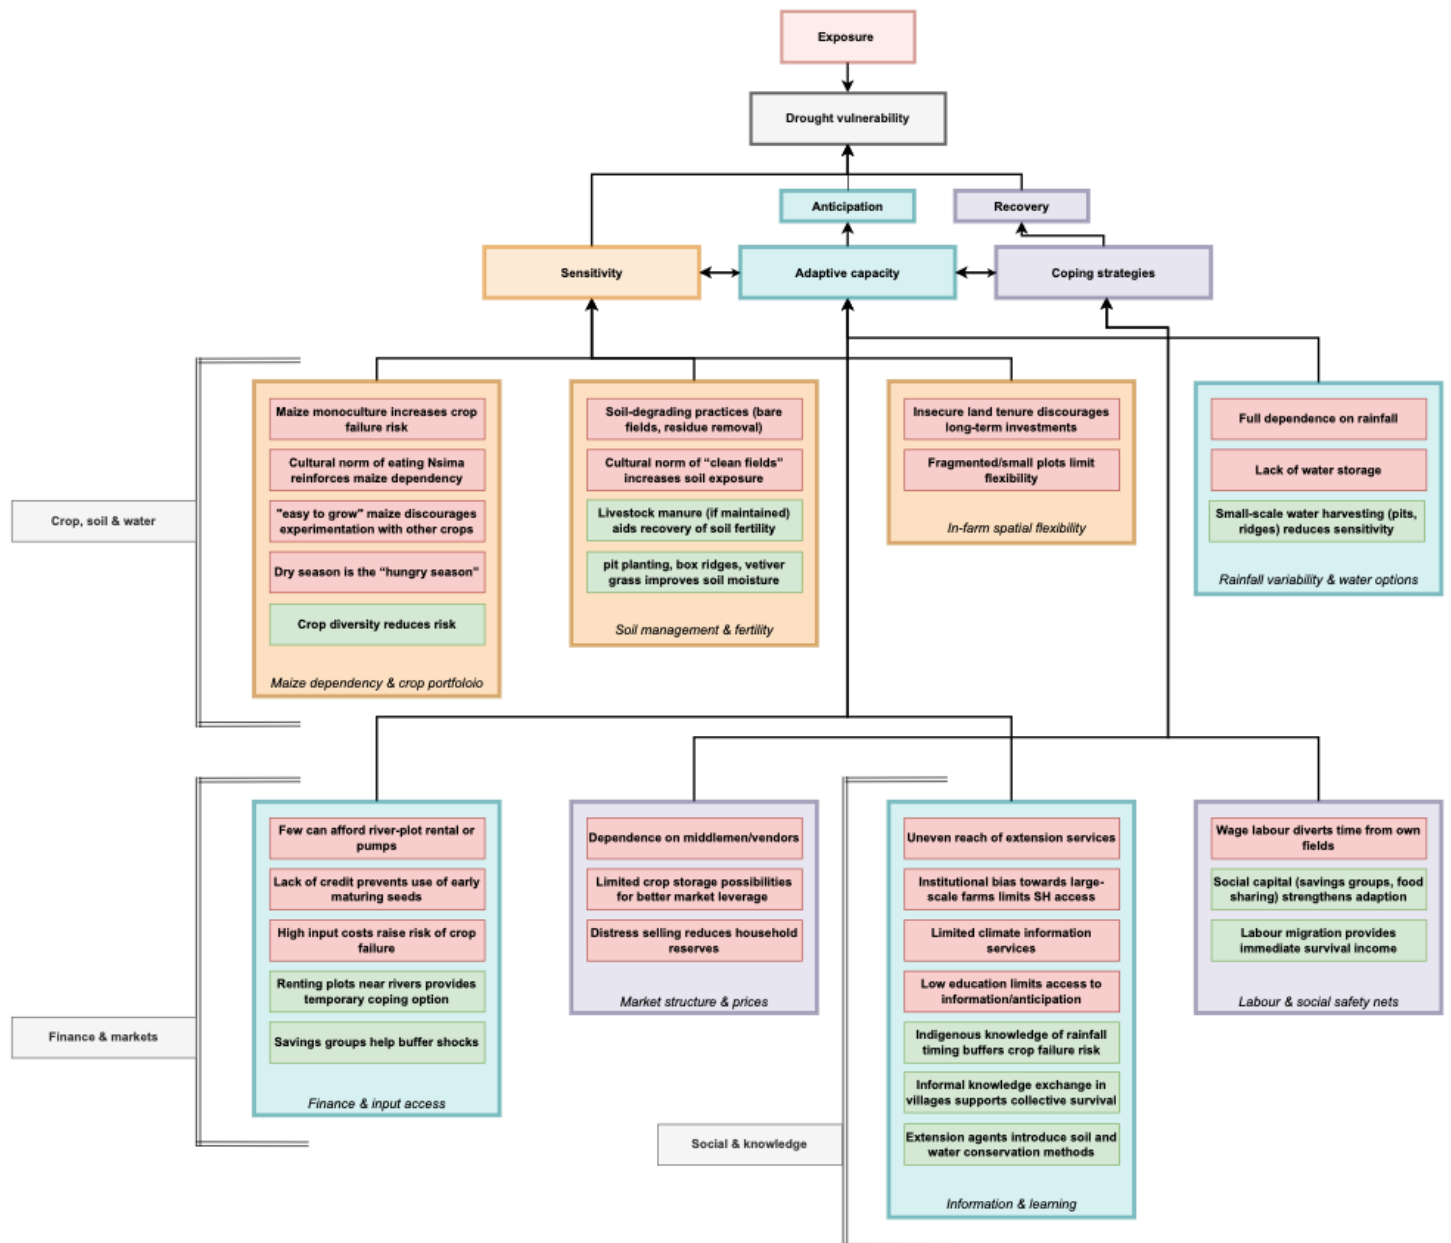 Exposure
Drought vulnerability
Anticipation
Recovery
Sensitivity
Adaptive capacity
Coping strategies
Crop, soil & water
Maize monoculture increases crop
failure risk
Cultural norm of eating Nsima
reinforces maize dependency
"easy to grow" maize discourages
experimentation with other crops
Dry season is the “hungry season”
Crop diversity reduces risk
Maize dependency & crop portfoloio
Soil-degrading practices (bare
fields, residue removal)
Cultural norm of “clean fields”
increases soil exposure
Livestock manure (if maintained)
aids recovery of soil fertility
pit planting, box ridges, vetiver
grass improves soil moisture
Soil management & fertility
Insecure land tenure discourages
long-term investments
Fragmented/small plots limit
flexibility
In-farm spatial flexibility
Full dependence on rainfall
Lack of water storage
Small-scale water harvesting (pits,
ridges) reduces sensitivity
Rainfall variability & water options
Finance & markets
Few can afford river-plot rental or
pumps
Lack of credit prevents use of early
maturing seeds
High input costs raise risk of crop
failure
Renting plots near rivers provides
temporary coping option
Savings groups help buffer shocks
Finance & input access
Dependence on middlemen/vendors
Limited crop storage possibilities
for better market leverage
Distress selling reduces household
reserves
Market structure & prices
Social & knowledge
Uneven reach of extension services
Institutional bias towards large-
scale farms limits SH access
Limited climate information
services
Low education limits access to
information/anticipation
Indigenous knowledge of rainfall
timing buffers crop failure risk
Informal knowledge exchange in
villages supports collective survival
Extension agents introduce soil and
water conservation methods
Information & learning
Wage labour diverts time from own
fields
Social capital (savings groups, food
sharing) strengthens adaption
Labour migration provides
immediate survival income
Labour & social safety nets